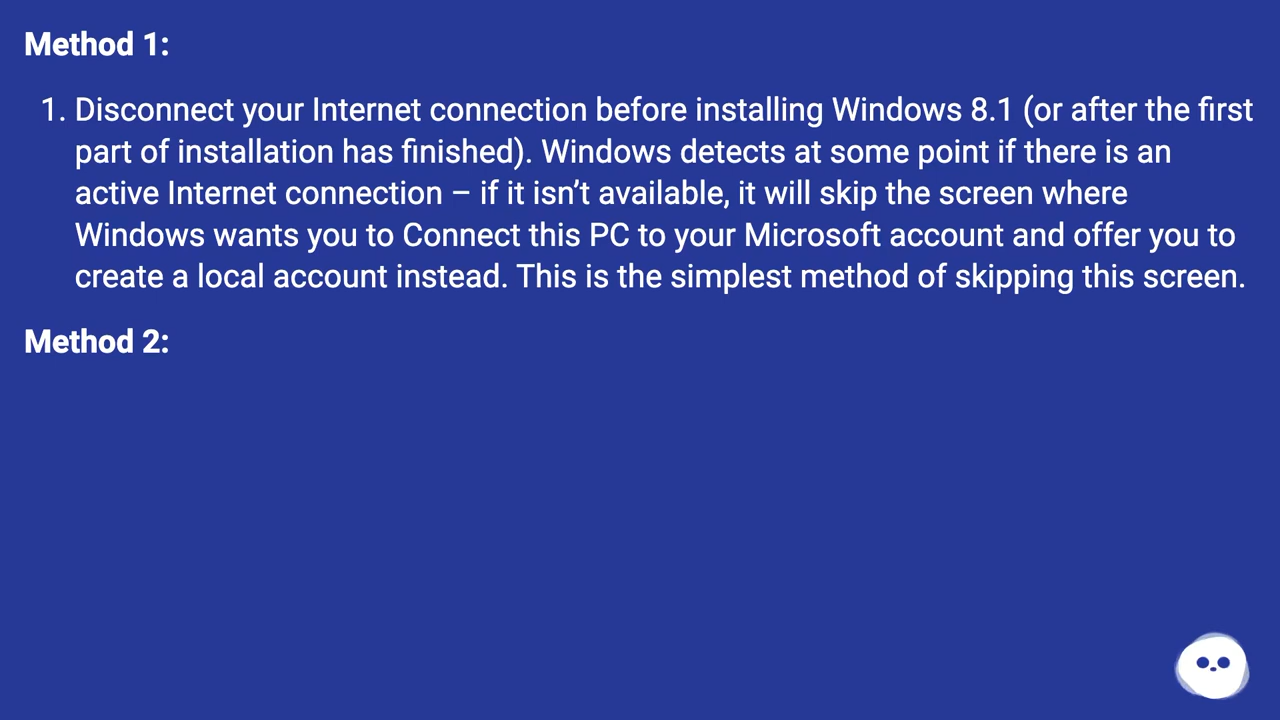 Method 1:
1. Disconnect your Internet connection before installing Windows 8.1 (or after the first
part of installation has finished). Windows detects at some point if there is an
active Internet connection – if it isn’t available, it will skip the screen where
Windows wants you to Connect this PC to your Microsoft account and offer you to
create a local account instead. This is the simplest method of skipping this screen.
Method 2: